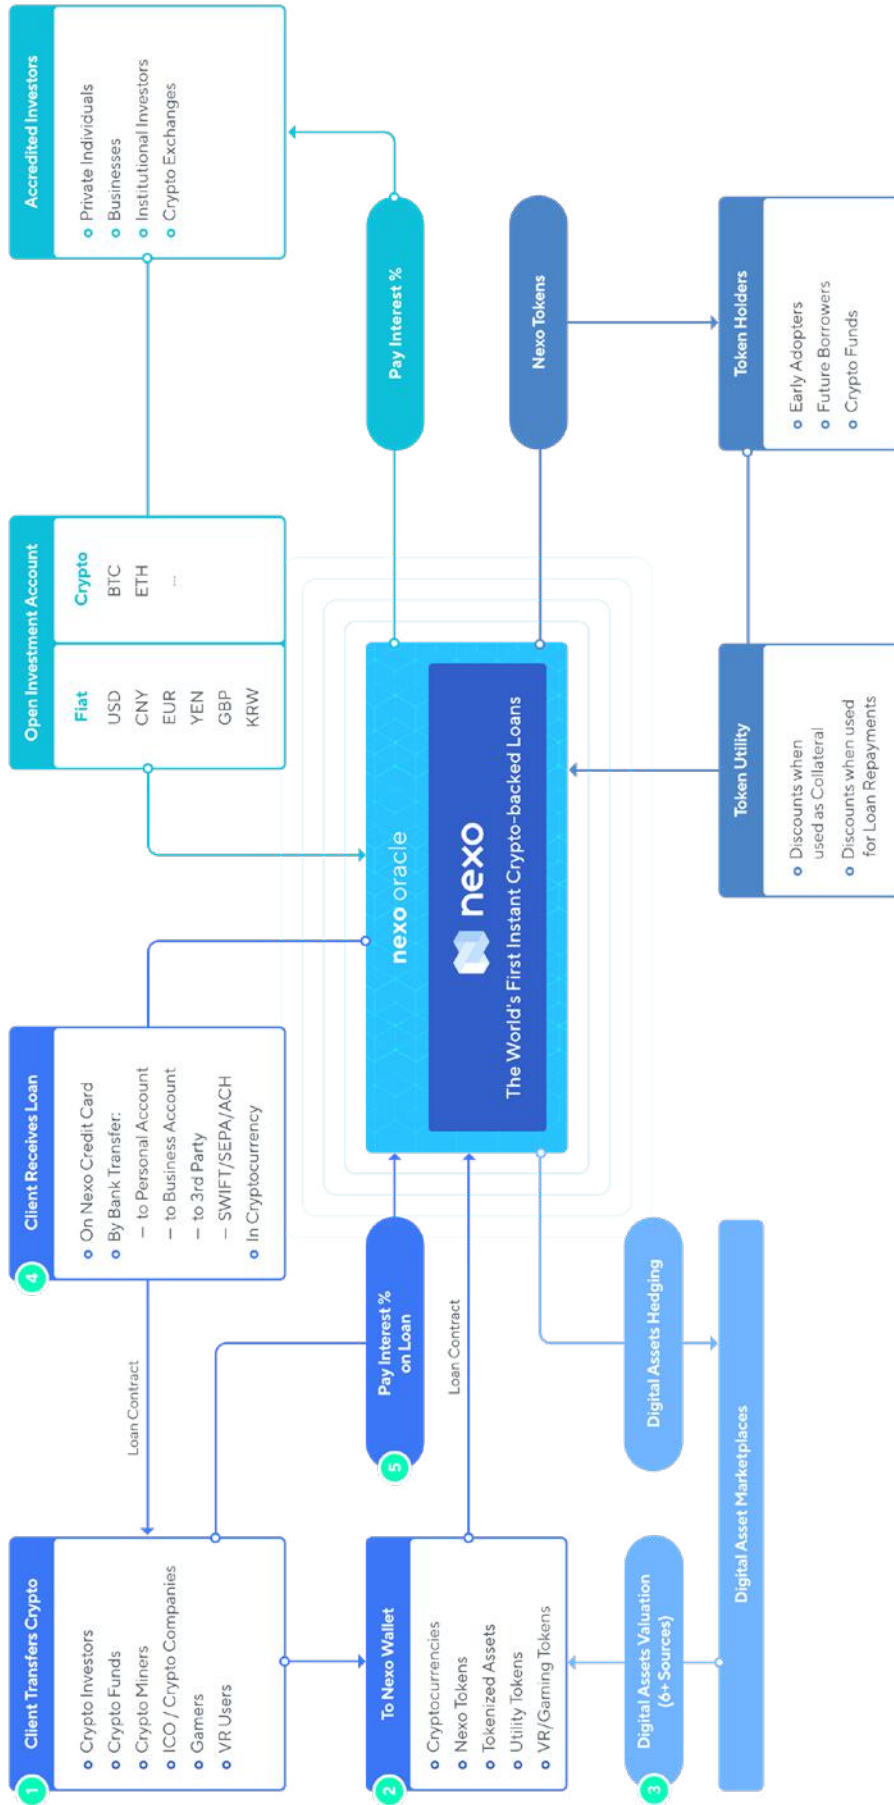 1
Client Transfers Crypto
Crypto Investors
Crypto Funds
Crypto Miners
ICO / Crypto Companies
Gamers
VR Users
Loan Contract
4
Client Receives Loan
On Nexo Credit Card
By Bank Transfer:
– to Personal Account
– to Business Account
– to 3rd Party
– SWIFT/SEPA/ACH
In Cryptocurrency
Open Investment Account
Fiat
USD
CNY
EUR
YEN
GBP
KRW
Crypto
BTC
ETH
...
Accredited Investors
Private Individuals
Businesses
Institutional Investors
Crypto Exchanges
2
To Nexo Wallet
Cryptocurrencies
Nexo Tokens
Tokenized Assets
Utility Tokens
VR/Gaming Tokens
5
Pay Interest %
on Loan
Loan Contract
nexo oracle
nexo
The World's First Instant Crypto-backed Loans
Pay Interest %
Nexo Tokens
3
Digital Assets Valuation
(6+ Sources)
Digital Assets Hedging
Digital Asset Marketplaces
Token Utility
Discounts when
used as Collateral
Discounts when used
for Loan Repayments
Token Holders
Early Adopters
Future Borrowers
Crypto Funds